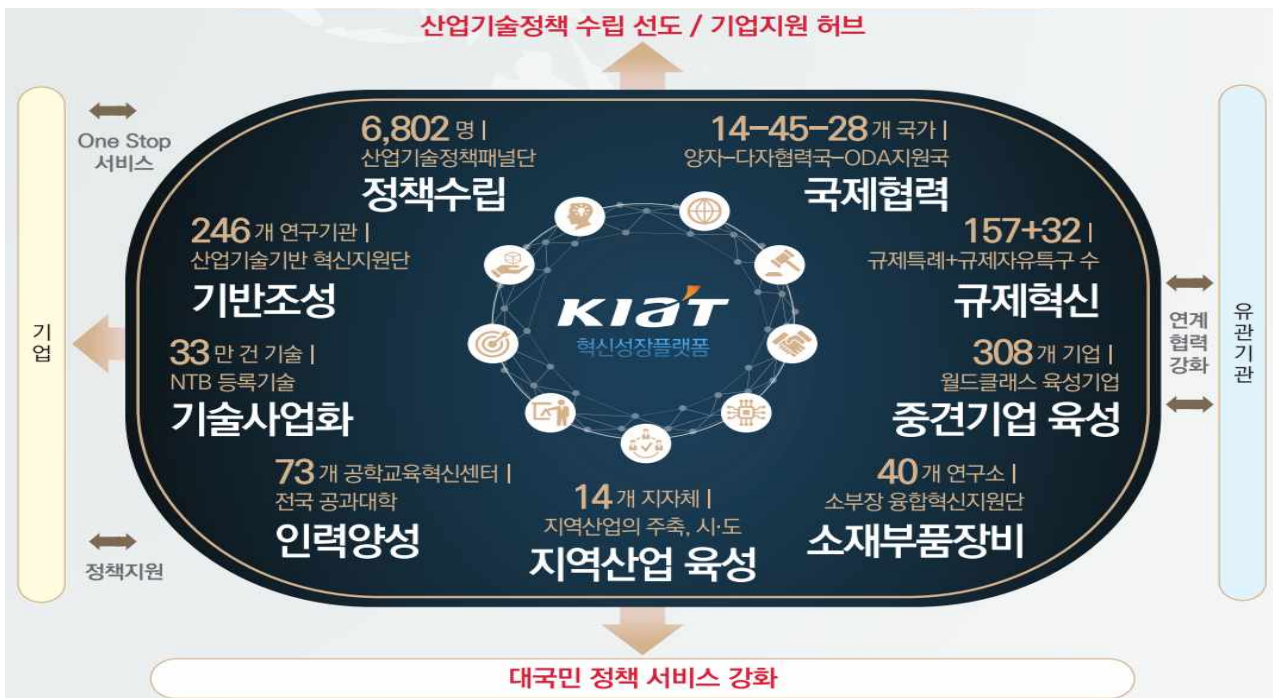 산업기술정책 수립 선도 / 기업지원 허브
One Stop
서비스
6,802 명 |
산업기술정책패널단
정책수립
14-45-28 개 국가 |
양자-다자협력국-ODA지원국
국제협력
246 개 연구기관 |
산업기술기반 혁신지원단
기반조성
157+32 |
규제특례+규제자유특구 수
규제혁신
KIAT
혁신성장플랫폼
기업
33 만 건 기술 |
NTB 등록기술
기술사업화
308 개 기업 |
월드클래스 육성기업
중견기업 육성
연계
협력
강화
유관기관
73 개 공학교육혁신센터 |
전국 공과대학
인력양성
14 개 지자체 |
지역산업의 주축, 시·도
지역산업 육성
40 개 연구소 |
소부장 융합혁신지원단
소재부품장비
정책지원
대국민 정책 서비스 강화